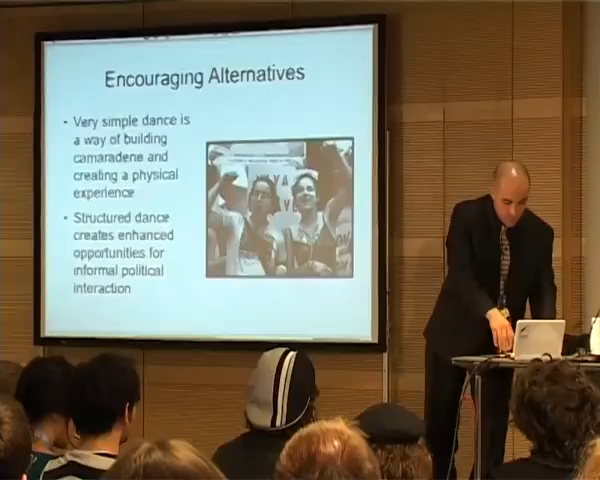 Encouraging Alternatives
• Very simple dance is
a way of building
camaraderie and
creating a physical
experience
• Structured dance
creates enhanced
opportunities for
informal political
interaction